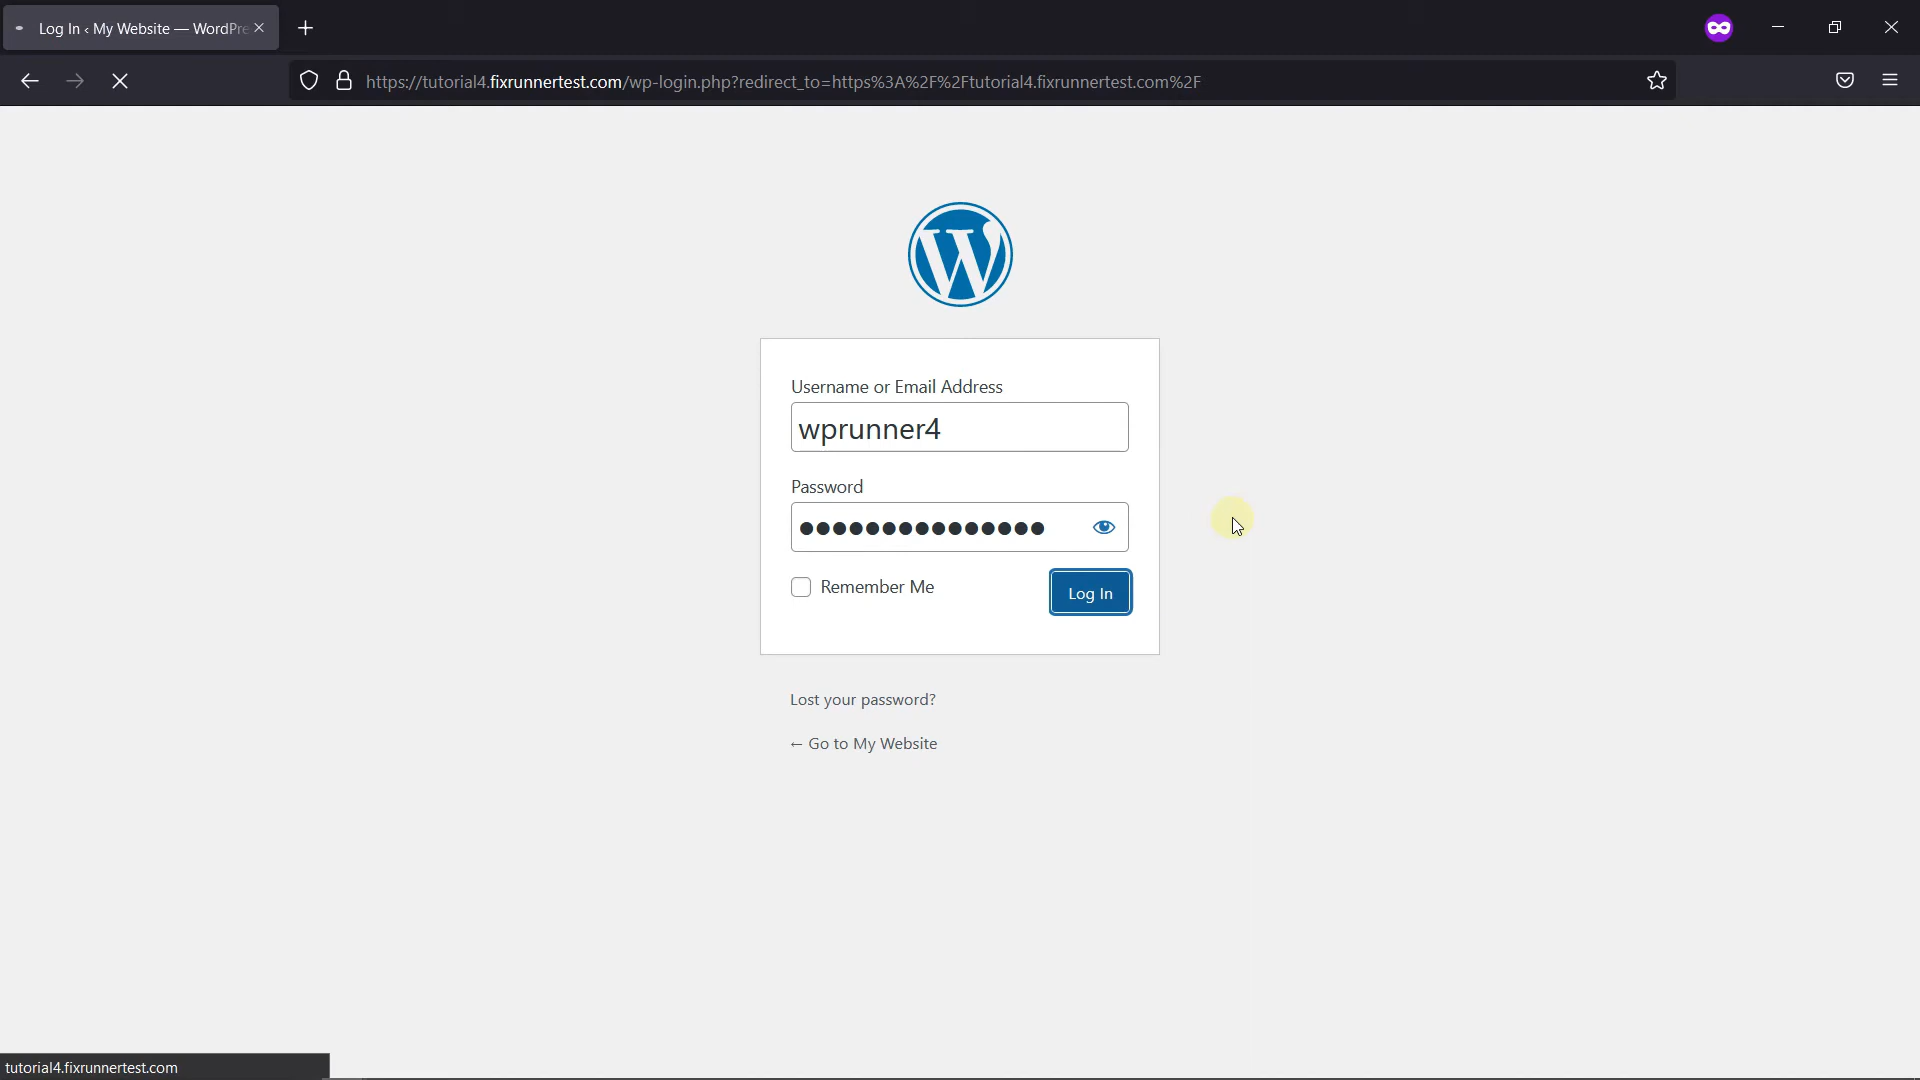 Log In ‹ My Website — WordPre
https://tutorial4.fixrunnertest.com/wp-login.php?redirect_to=https%3A%2F%2Ftutorial4.fixrunnertest.com%2F
Username or Email Address
wprunner4
Password
Remember Me
Log In
Lost your password?
← Go to My Website
tutorial4.fixrunnertest.com